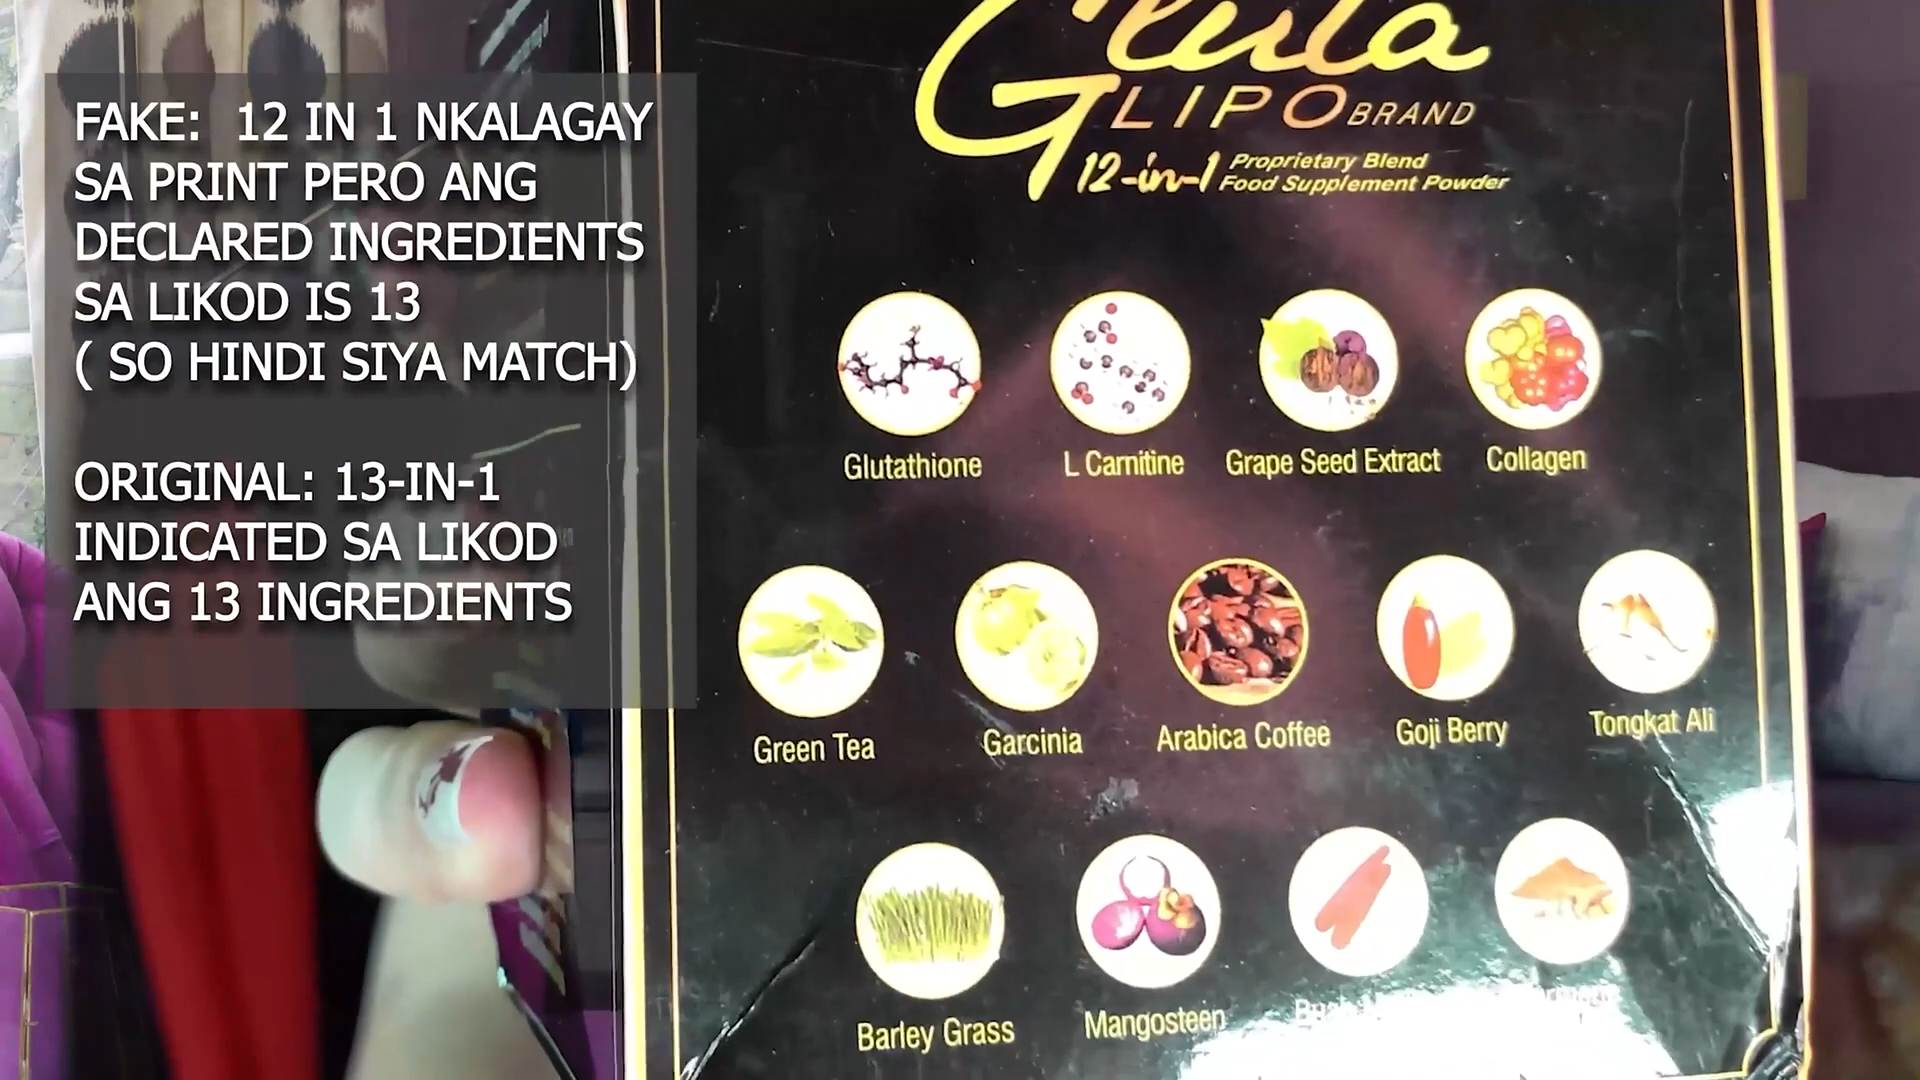 FAKE:  12 IN 1 NKALAGAY
SA PRINT PERO ANG
DECLARED INGREDIENTS
SA LIKOD IS 13
( SO HINDI SIYA MATCH)
ORIGINAL: 13-IN-1
INDICATED SA LIKOD
ANG 13 INGREDIENTS
Gluta
LIPO BRAND
12-in-1 Proprietary Blend
Food Supplement Powder
Glutathione
L Carnitine
Grape Seed Extract
Collagen
Green Tea
Garcinia
Arabica Coffee
Goji Berry
Tongkat Ali
Barley Grass
Mangosteen